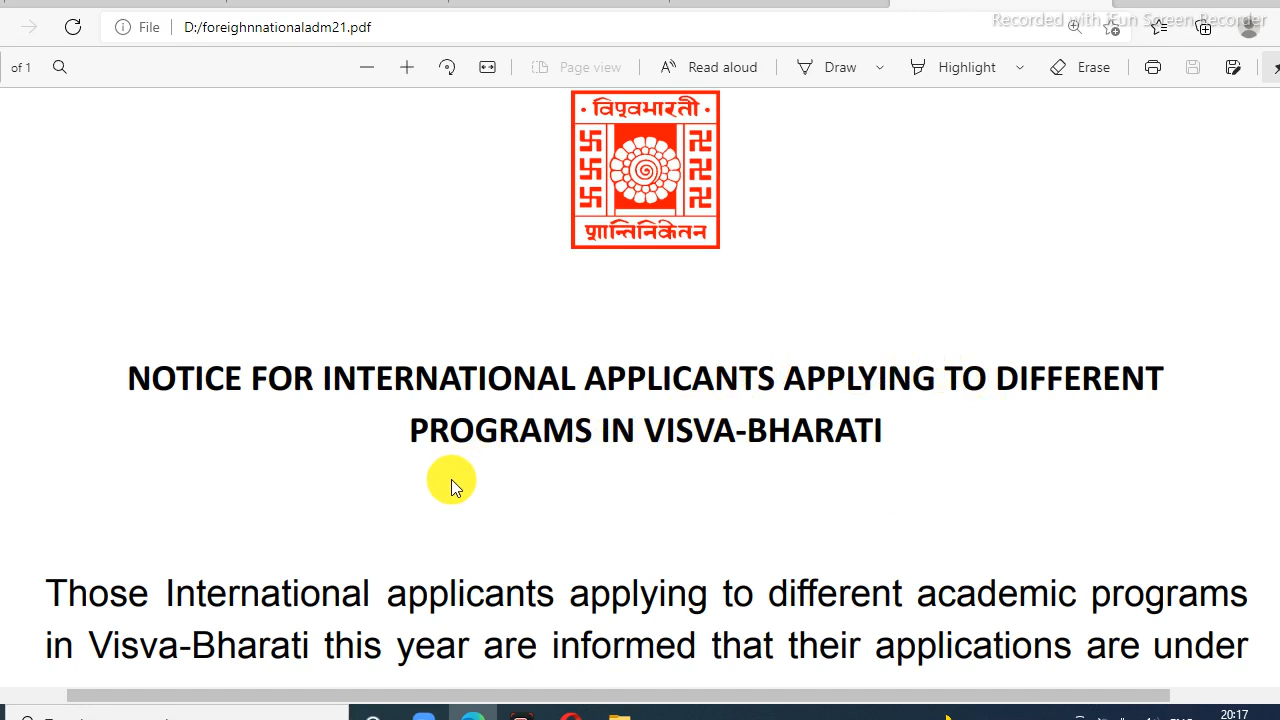 Recorded with iFun Screen Recorder
File D:/foreighnnationaladm21.pdf
of 1 Page view Read aloud Draw Highlight Erase
विश्वभारती
शान्तिनिकेतन
NOTICE FOR INTERNATIONAL APPLICANTS APPLYING TO DIFFERENT
PROGRAMS IN VISVA-BHARATI
Those International applicants applying to different academic programs
in Visva-Bharati this year are informed that their applications are under
20:17